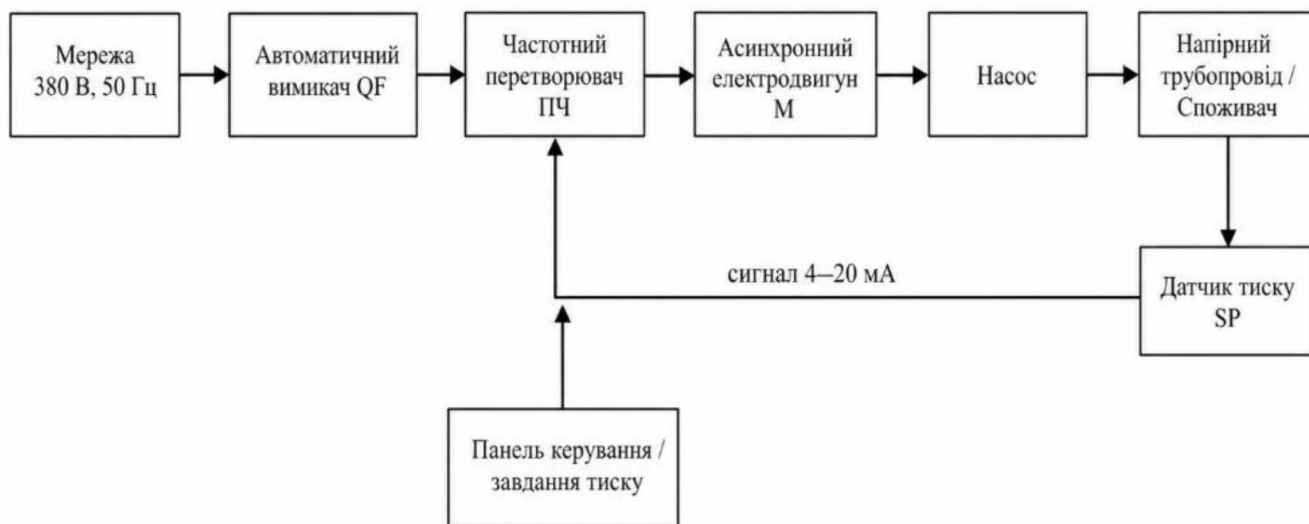 Мережа
380 В, 50 Гц
Автоматичний
вимикач QF
Частотний
перетворювач
ПЧ
Асинхронний
електродвигун
М
Насос
Напірний
трубопровід /
Споживач
сигнал 4–20 мА
Датчик тиску
SP
Панель керування /
завдання тиску